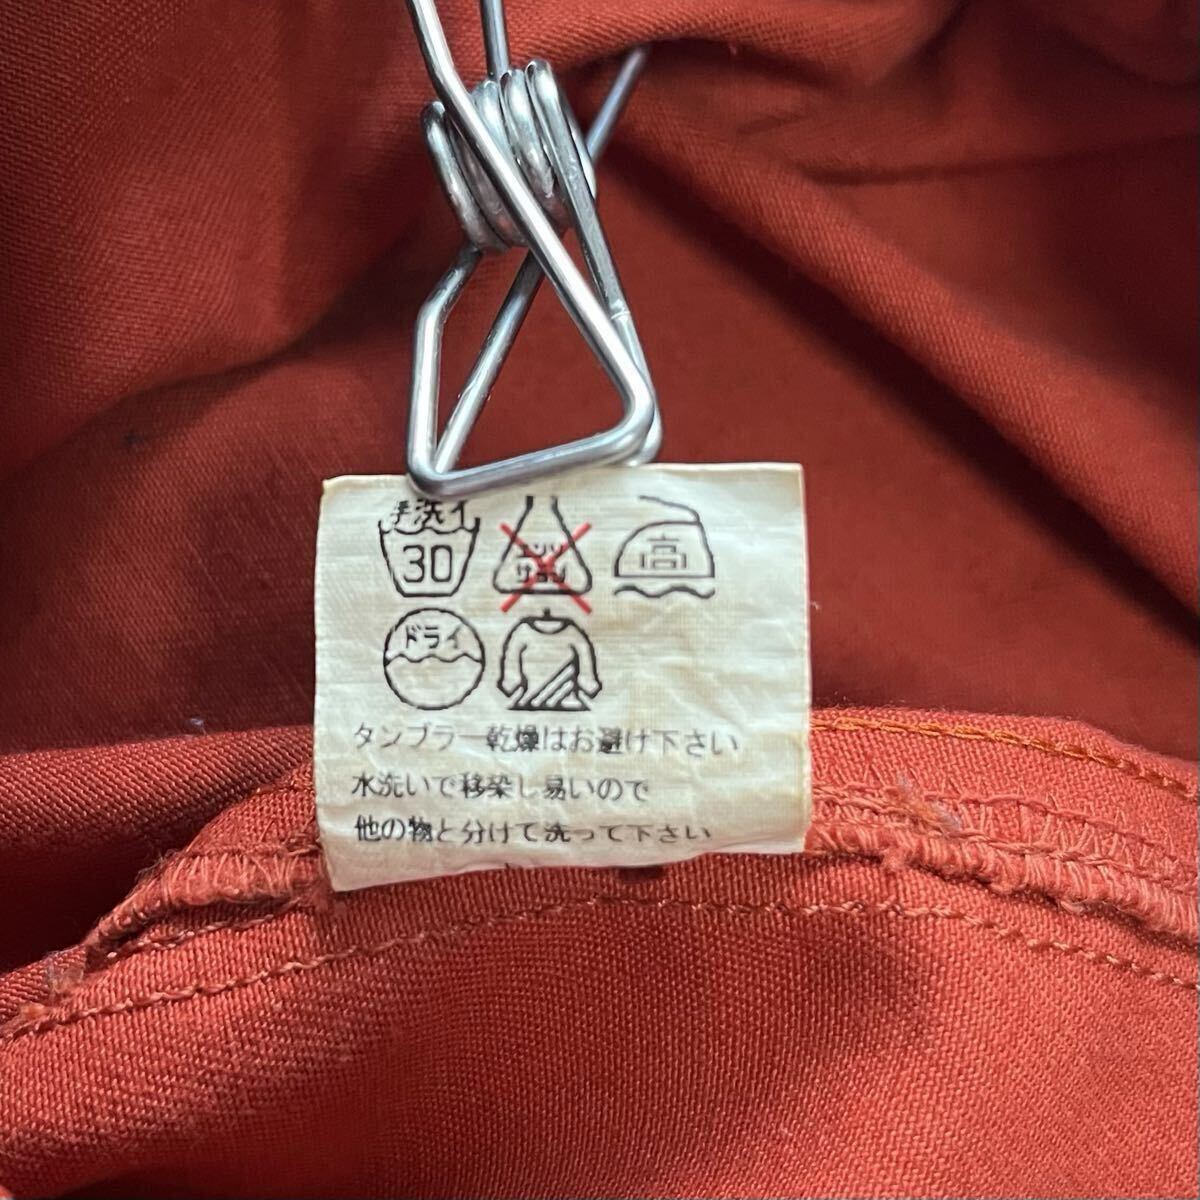 手洗イ
30
エンソ
サラシ
高
ドライ
タンブラー乾燥はお避け下さい
水洗いで移染し易いので
他の物と分けて洗って下さい